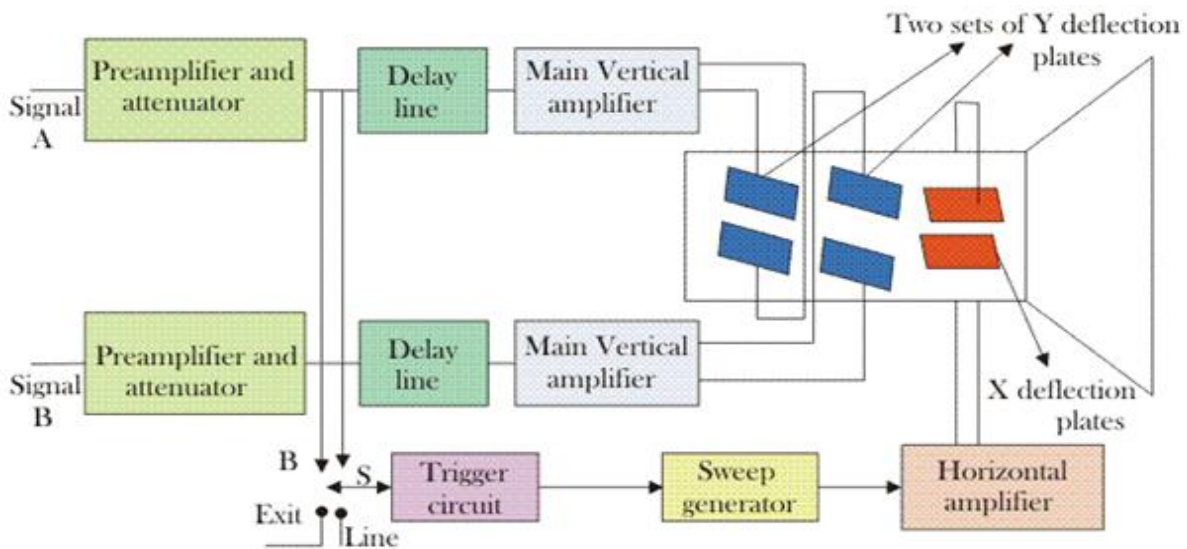 Two sets of Y deflection
plates
Preamplifier and
attenuator
Delay
line
Main Vertical
amplifier
Signal
A
Preamplifier and
attenuator
Delay
line
Main Vertical
amplifier
Signal
B
X deflection
plates
B
S
Trigger
circuit
Sweep
generator
Horizontal
amplifier
Exit
Line